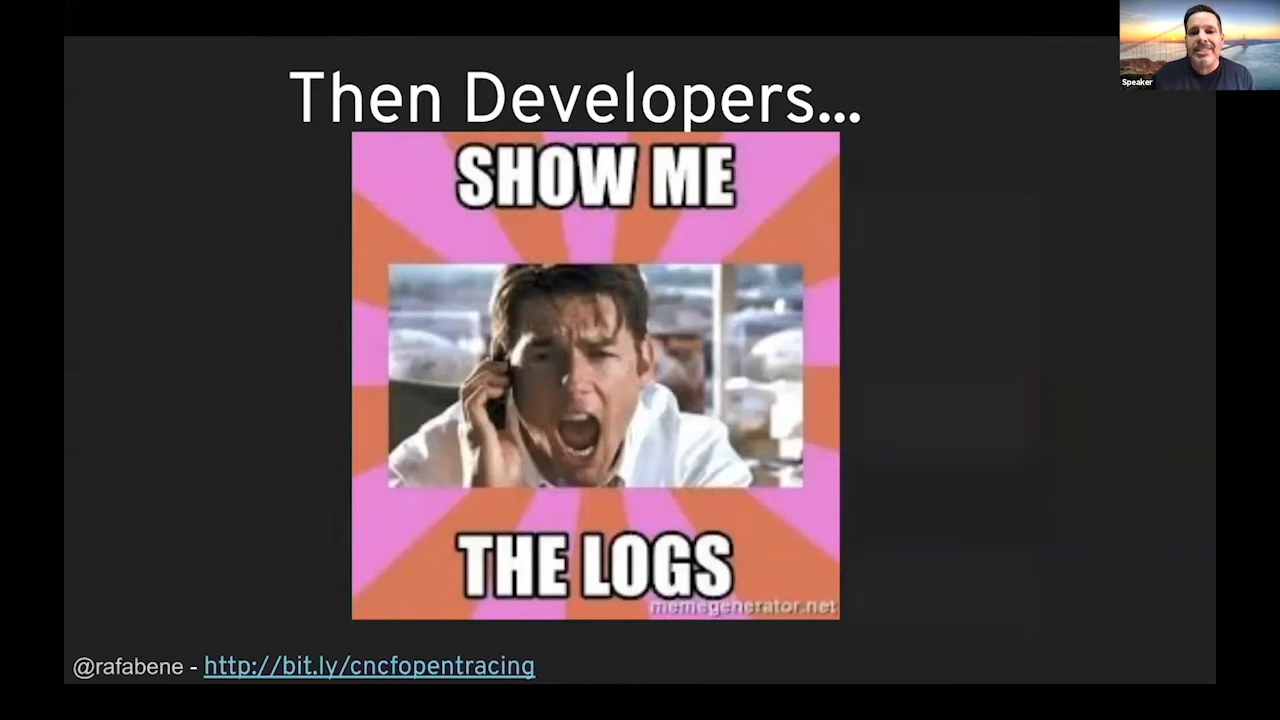 Then Developers...
SHOW ME
THE LOGS
memegenerator.net
@rafabene - http://bit.ly/cncfopentracing
Speaker